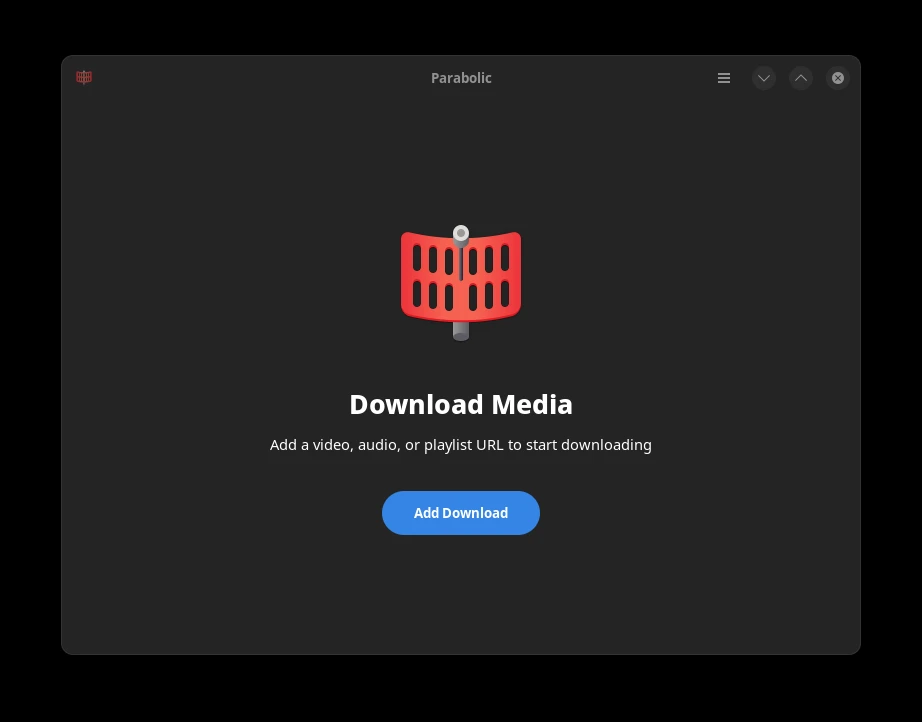 Parabolic
Download Media
Add a video, audio, or playlist URL to start downloading
Add Download